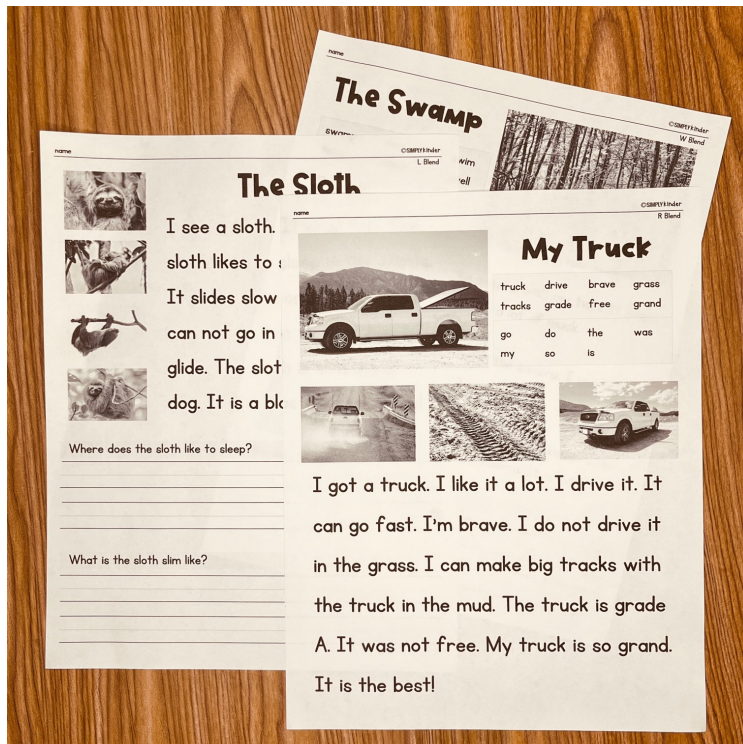 name
©SIMPLYkinder
W Blend
The Swamp
name
©SIMPLYkinder
L Blend
The Sloth
I see a sloth.
sloth likes to
It slides slow
can not go in
glide. The
dog. It is a
Where does the sloth like to sleep?
What is the sloth slim like?
name
©SIMPLYkinder
R Blend
My Truck
truck drive brave grass
tracks grade free grand
go do the was
my so is
I got a truck. I like it a lot. I drive it. It
can go fast. I'm brave. I do not drive it
in the grass. I can make big tracks with
the truck in the mud. The truck is grade
A. It was not free. My truck is so grand.
It is the best!